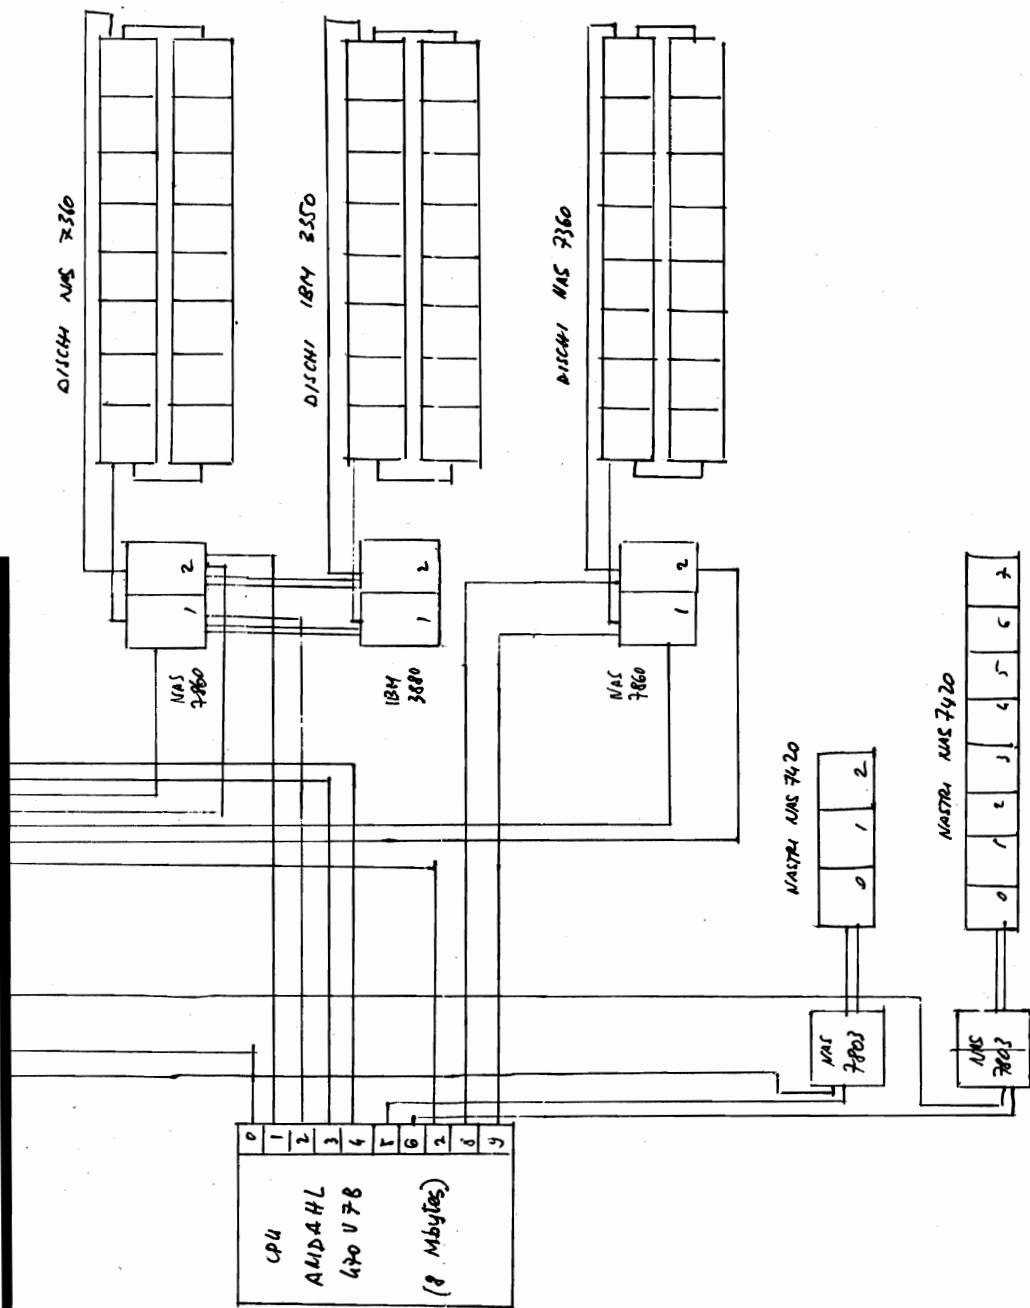 DISCHI NAS 7360
DISCHI IBM 3350
DISCHI NAS 7360
1 2
NAS
7860
1 2
IBM
3880
1 2
NAS
7860
NASTRI NAS 7420
0 1 2
NASTRI NAS 7420
0 1 2 3 4 5 6 7
NAS
7803
NAS
7803
0 1 2 3 4 5 6 7 8 9
CPU
AMDAHL
470 V7B
(8 Mbytes)